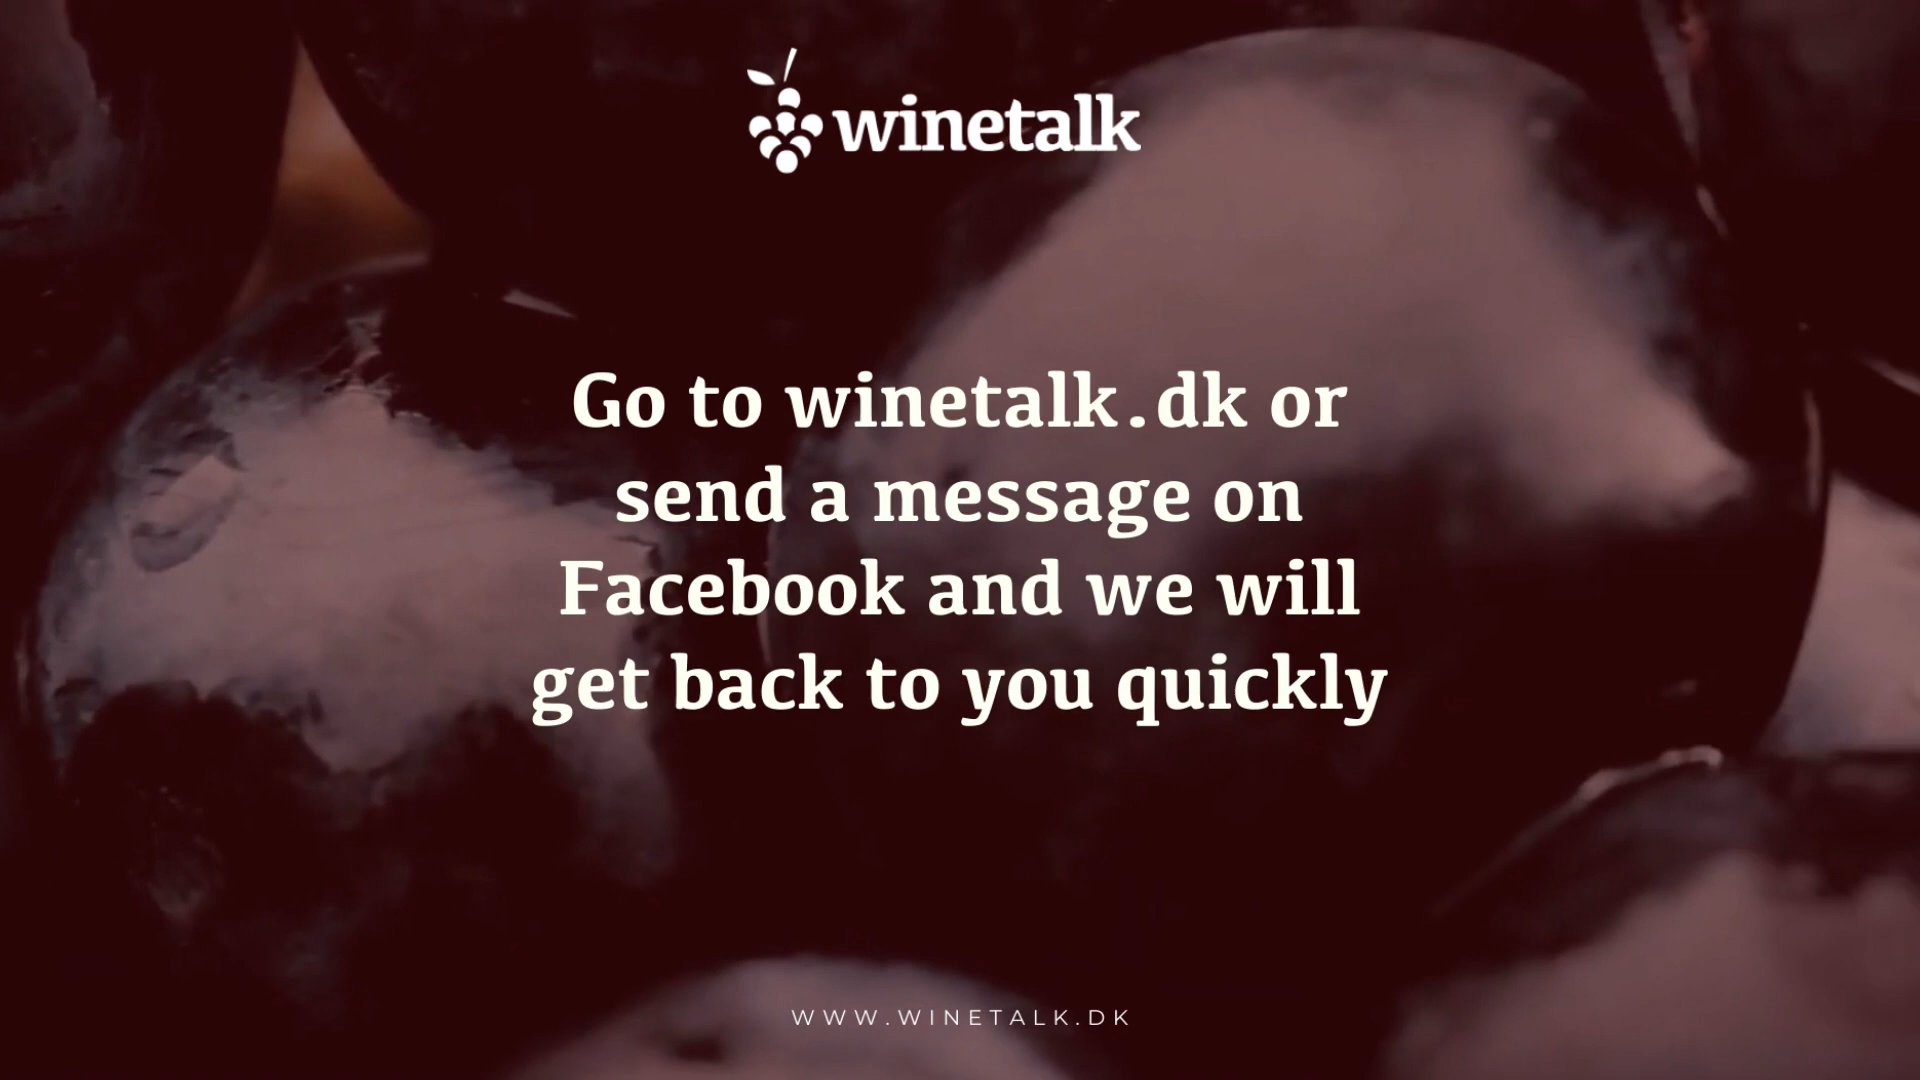 winetalk
Go to winetalk.dk or
send a message on
Facebook and we will
get back to you quickly
WWW.WINETALK.DK